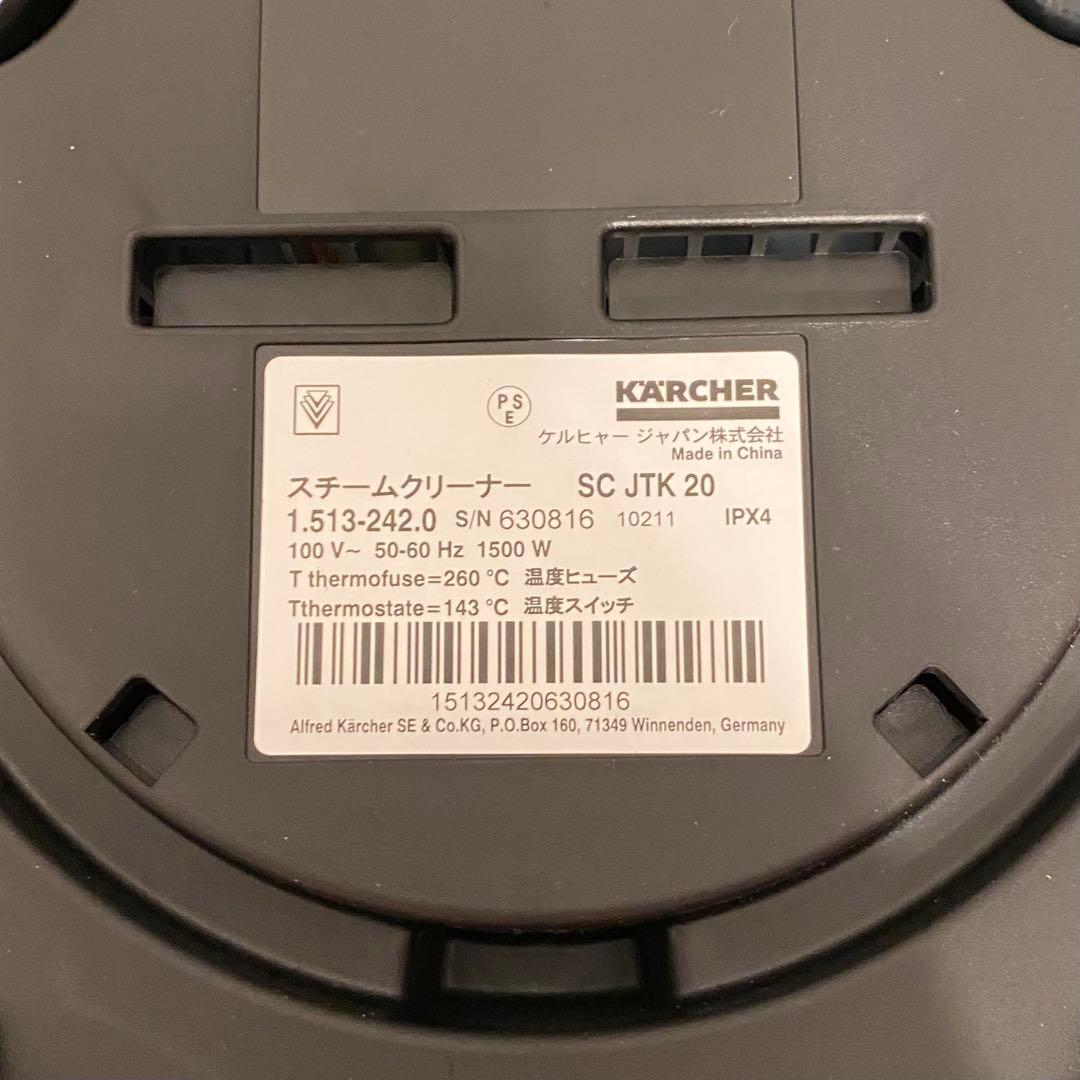 PSE
KÄRCHER
ケルヒャー ジャパン株式会社
Made in China
スチームクリーナー SC JTK 20
1.513-242.0 S/N 630816 10211 IPX4
100 V~ 50-60 Hz 1500 W
T thermofuse=260 °C 温度ヒューズ
Tthermostate=143 °C 温度スイッチ
15132420630816
Alfred Kärcher SE & Co.KG, P.O.Box 160, 71349 Winnenden, Germany